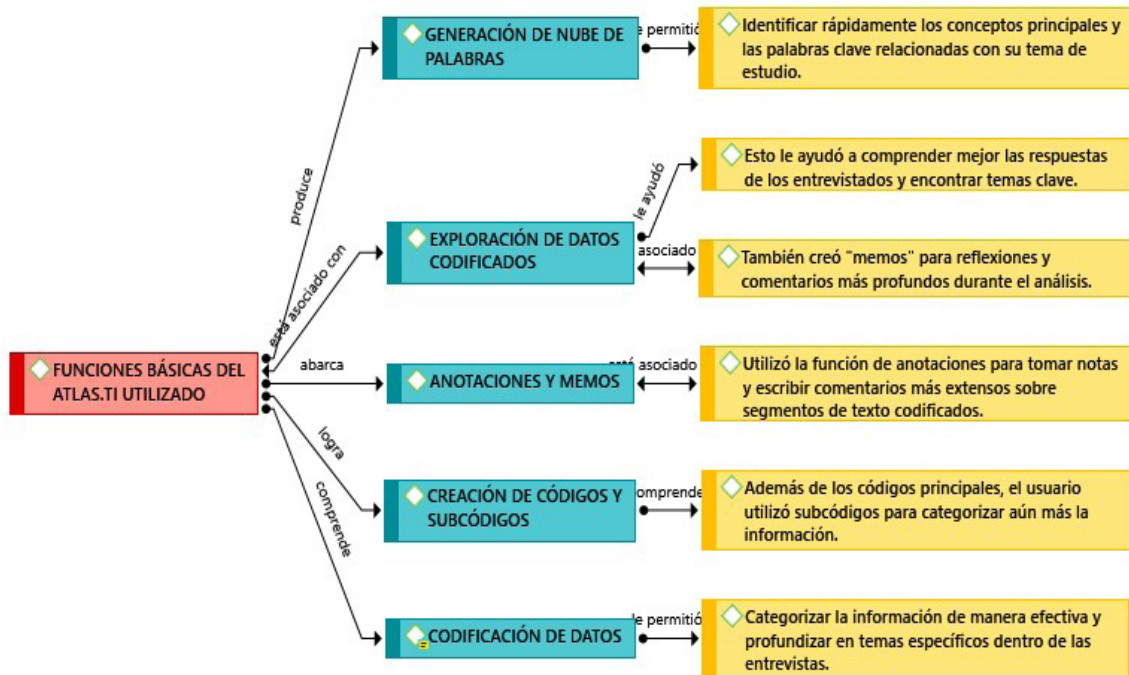 GENERACIÓN DE NUBE DE
PALABRAS
e permitió
Identificar rápidamente los conceptos principales y
las palabras clave relacionadas con su tema de
estudio.
produce
Esto le ayudó a comprender mejor las respuestas
de los entrevistados y encontrar temas clave.
le ayudó
está asociado con
EXPLORACIÓN DE DATOS
CODIFICADOS
asociado
También creó "memos" para reflexiones y
comentarios más profundos durante el análisis.
FUNCIONES BÁSICAS DEL
ATLAS.TI UTILIZADO
abarca
ANOTACIONES Y MEMOS
asociado
Utilizó la función de anotaciones para tomar notas
y escribir comentarios más extensos sobre
segmentos de texto codificados.
logra
CREACIÓN DE CÓDIGOS Y
SUBCÓDIGOS
omprende
Además de los códigos principales, el usuario
utilizó subcódigos para categorizar aún más la
información.
comprende
CODIFICACIÓN DE DATOS
le permitió
Categorizar la información de manera efectiva y
profundizar en temas específicos dentro de las
entrevistas.